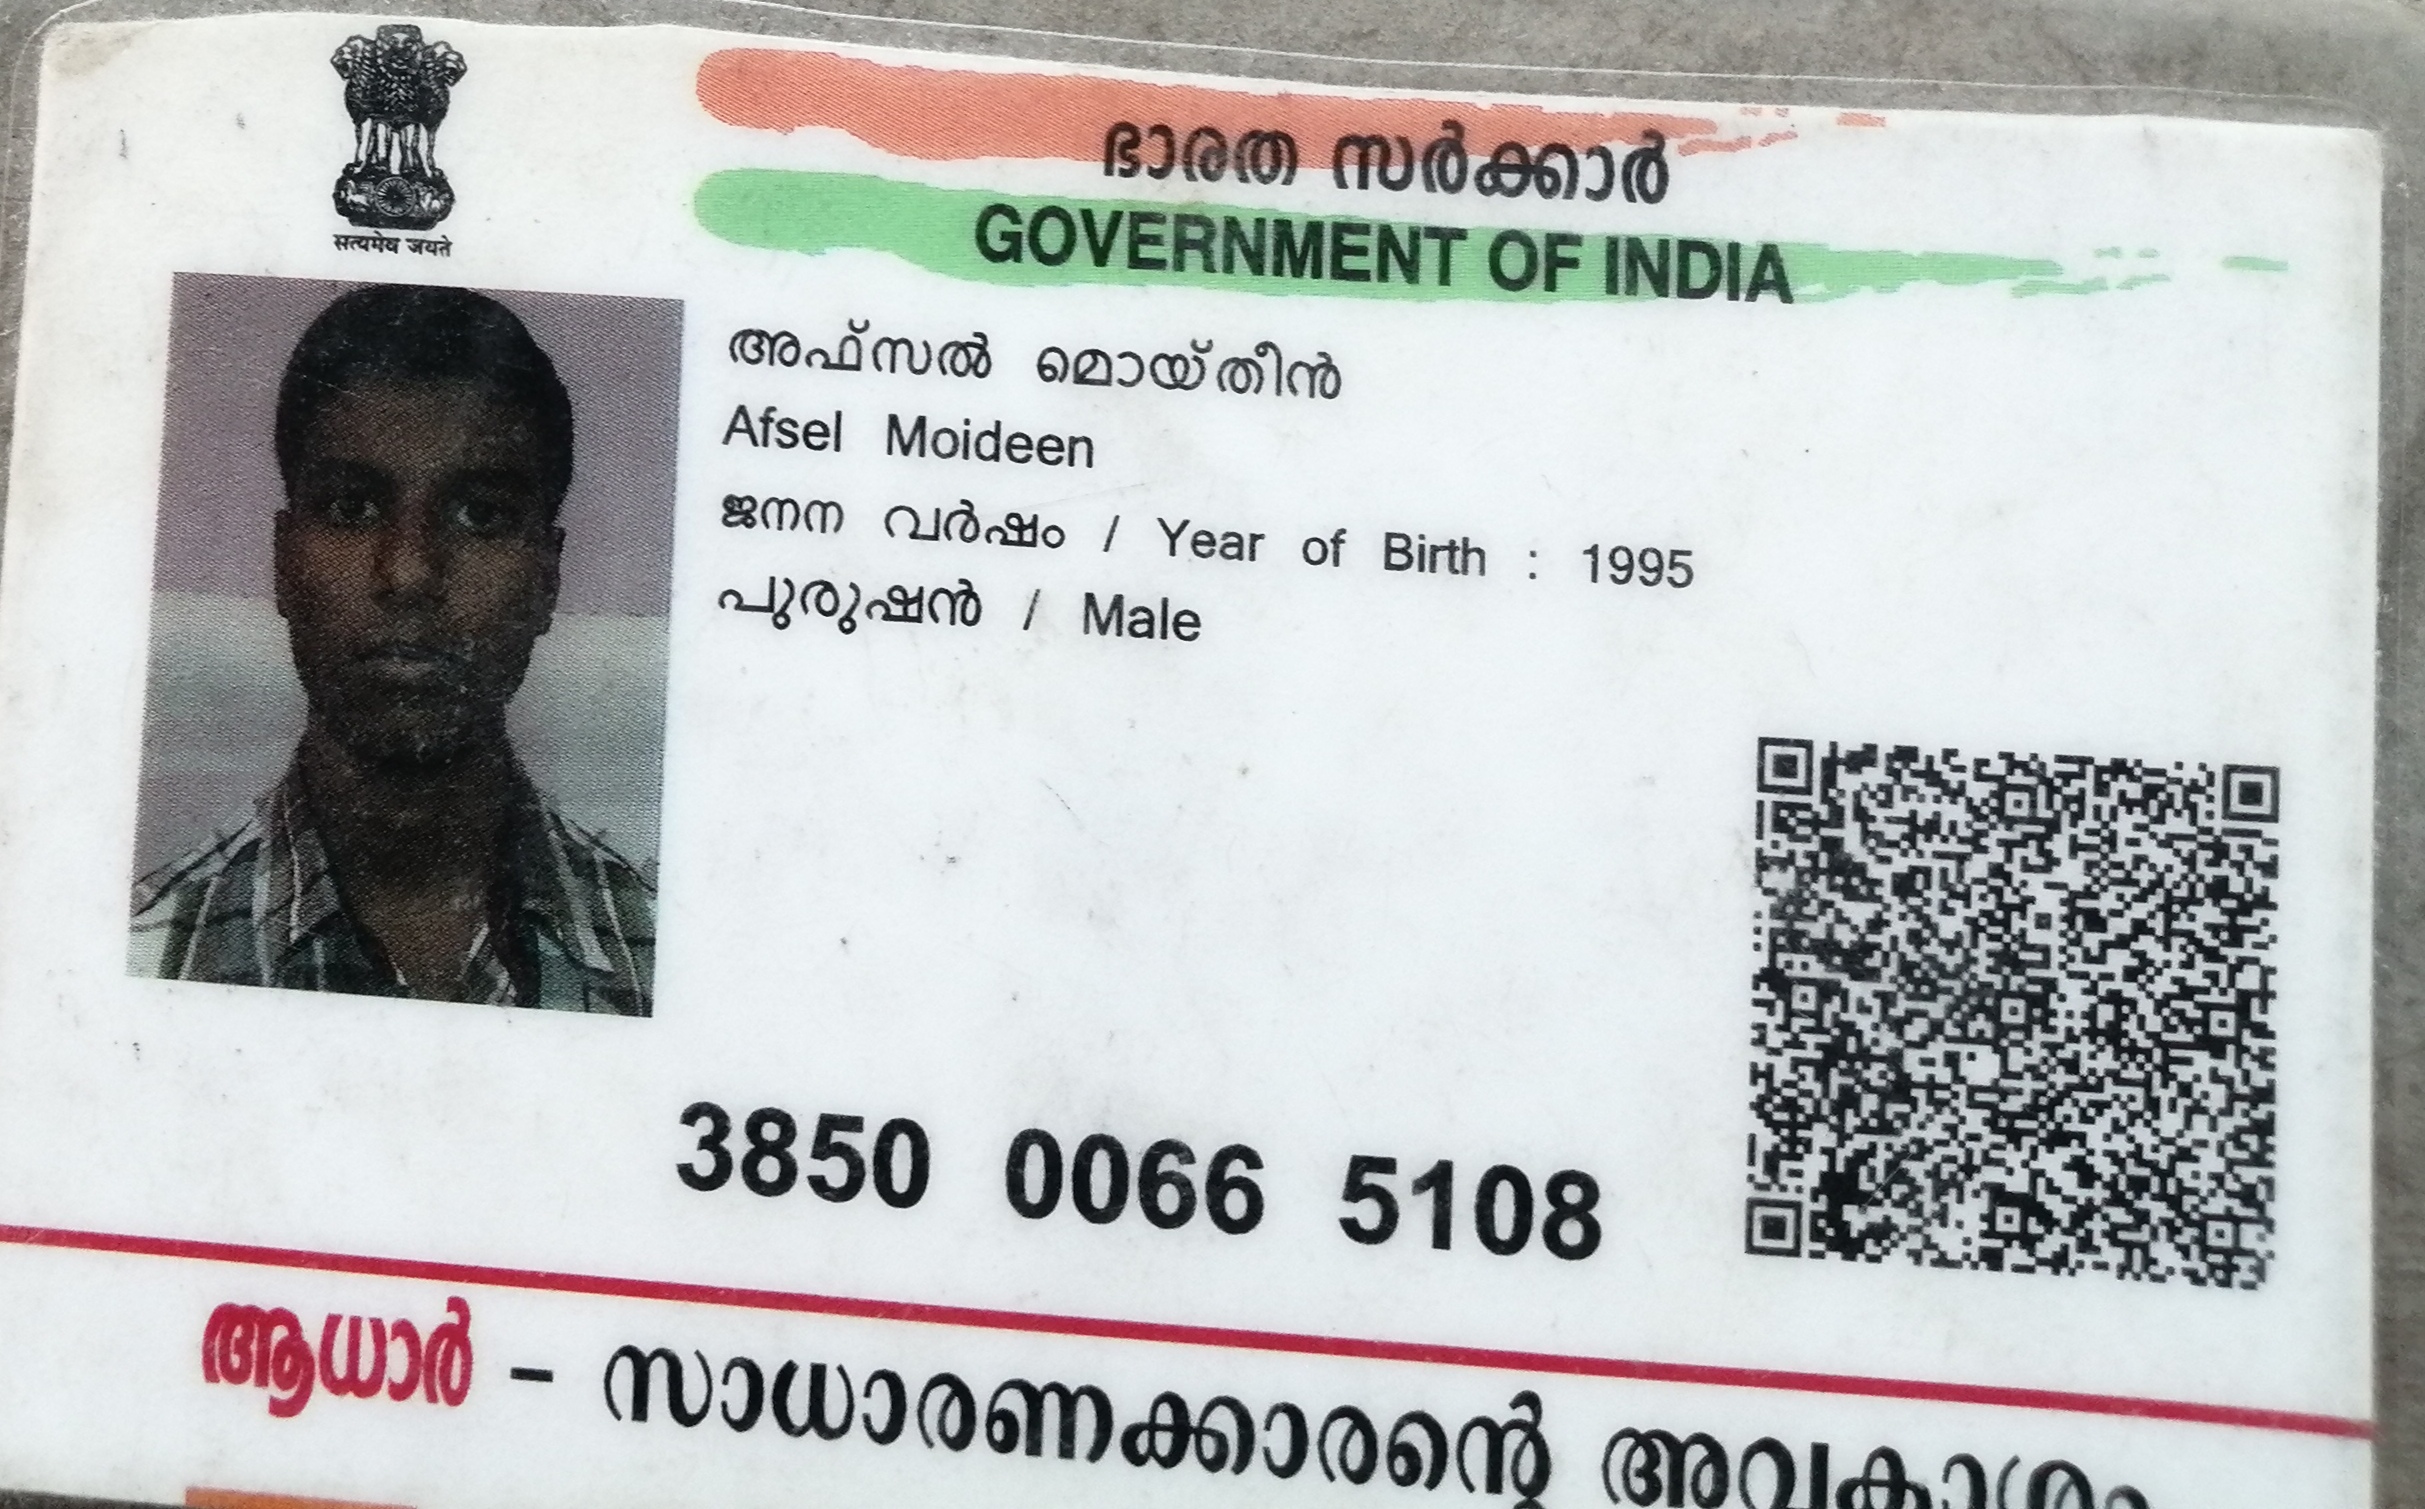 सत्यमेव जयते
ഭാരത സർക്കാർ
GOVERNMENT OF INDIA
അഫ്സൽ മൊയ്തീൻ
Afsel Moideen
ജനന വർഷം / Year of Birth : 1995
പുരുഷൻ / Male
3850 0066 5108
ആധാർ – സാധാരണക്കാരന്റെ അവകാശം